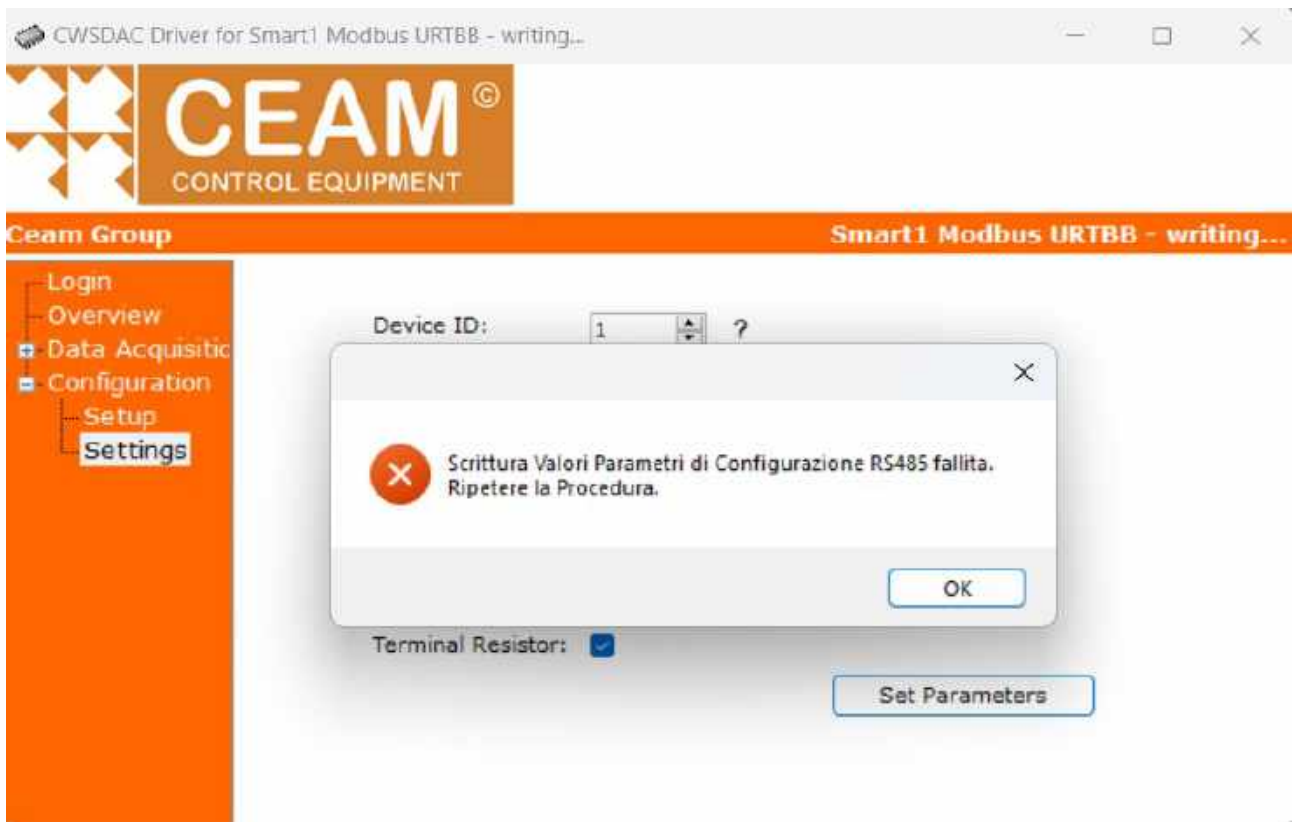 CWSDAC Driver for Smart1 Modbus URTBB - writing...
CEAM ©
CONTROL EQUIPMENT
Ceam Group
Smart1 Modbus URTBB - writing...
Login
Overview
Data Acquisitic
Configuration
Setup
Settings
Device ID: 1 ?
Scrittura Valori Parametri di Configurazione RS485 fallita.
Ripetere la Procedura.
OK
Terminal Resistor:
Set Parameters